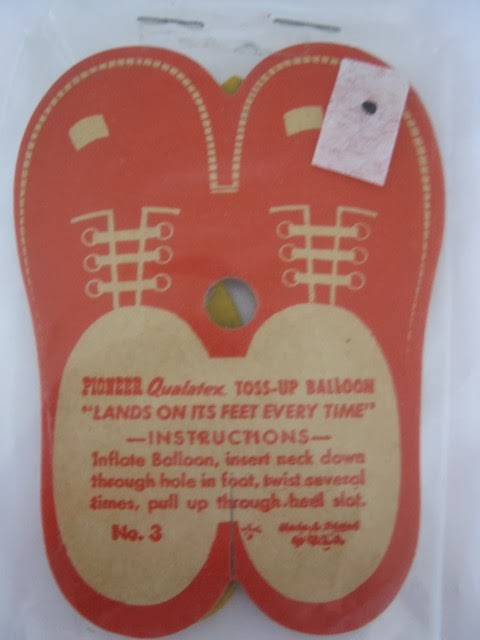 PIONEER Qualatex TOSS-UP BALLOON
"LANDS ON ITS FEET EVERY TIME"
—INSTRUCTIONS—
Inflate Balloon, insert neck down
through hole in foot, twist several
times, pull up through heel slot.
No. 3 Made & Printed
in U.S.A.